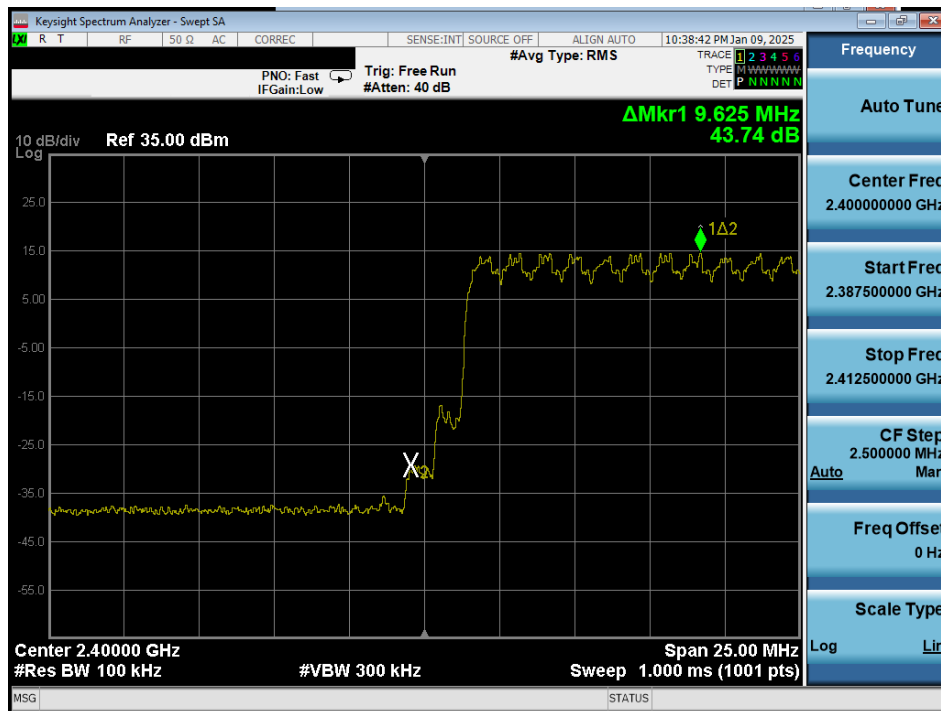 Keysight Spectrum Analyzer - Swept SA
LXI R T RF 50 Ω AC CORREC SENSE:INT SOURCE OFF ALIGN AUTO 10:38:42 PM Jan 09, 2025
PNO: Fast
IFGain:Low
Trig: Free Run
#Atten: 40 dB
#Avg Type: RMS
TRACE 1 2 3 4 5 6
TYPE M W W W W W
DET P N N N N N
Frequency
ΔMkr1 9.625 MHz
43.74 dB
10 dB/div
Log
Ref 35.00 dBm
25.0
15.0
5.00
-5.00
-15.0
-25.0
-35.0
-45.0
-55.0
1Δ2
X2
Center 2.40000 GHz
#Res BW 100 kHz
#VBW 300 kHz
Span 25.00 MHz
Sweep 1.000 ms (1001 pts)
Auto Tune
Center Freq
2.400000000 GHz
Start Freq
2.387500000 GHz
Stop Freq
2.412500000 GHz
CF Step
2.500000 MHz
Auto Man
Freq Offset
0 Hz
Scale Type
Log Lin
MSG
STATUS